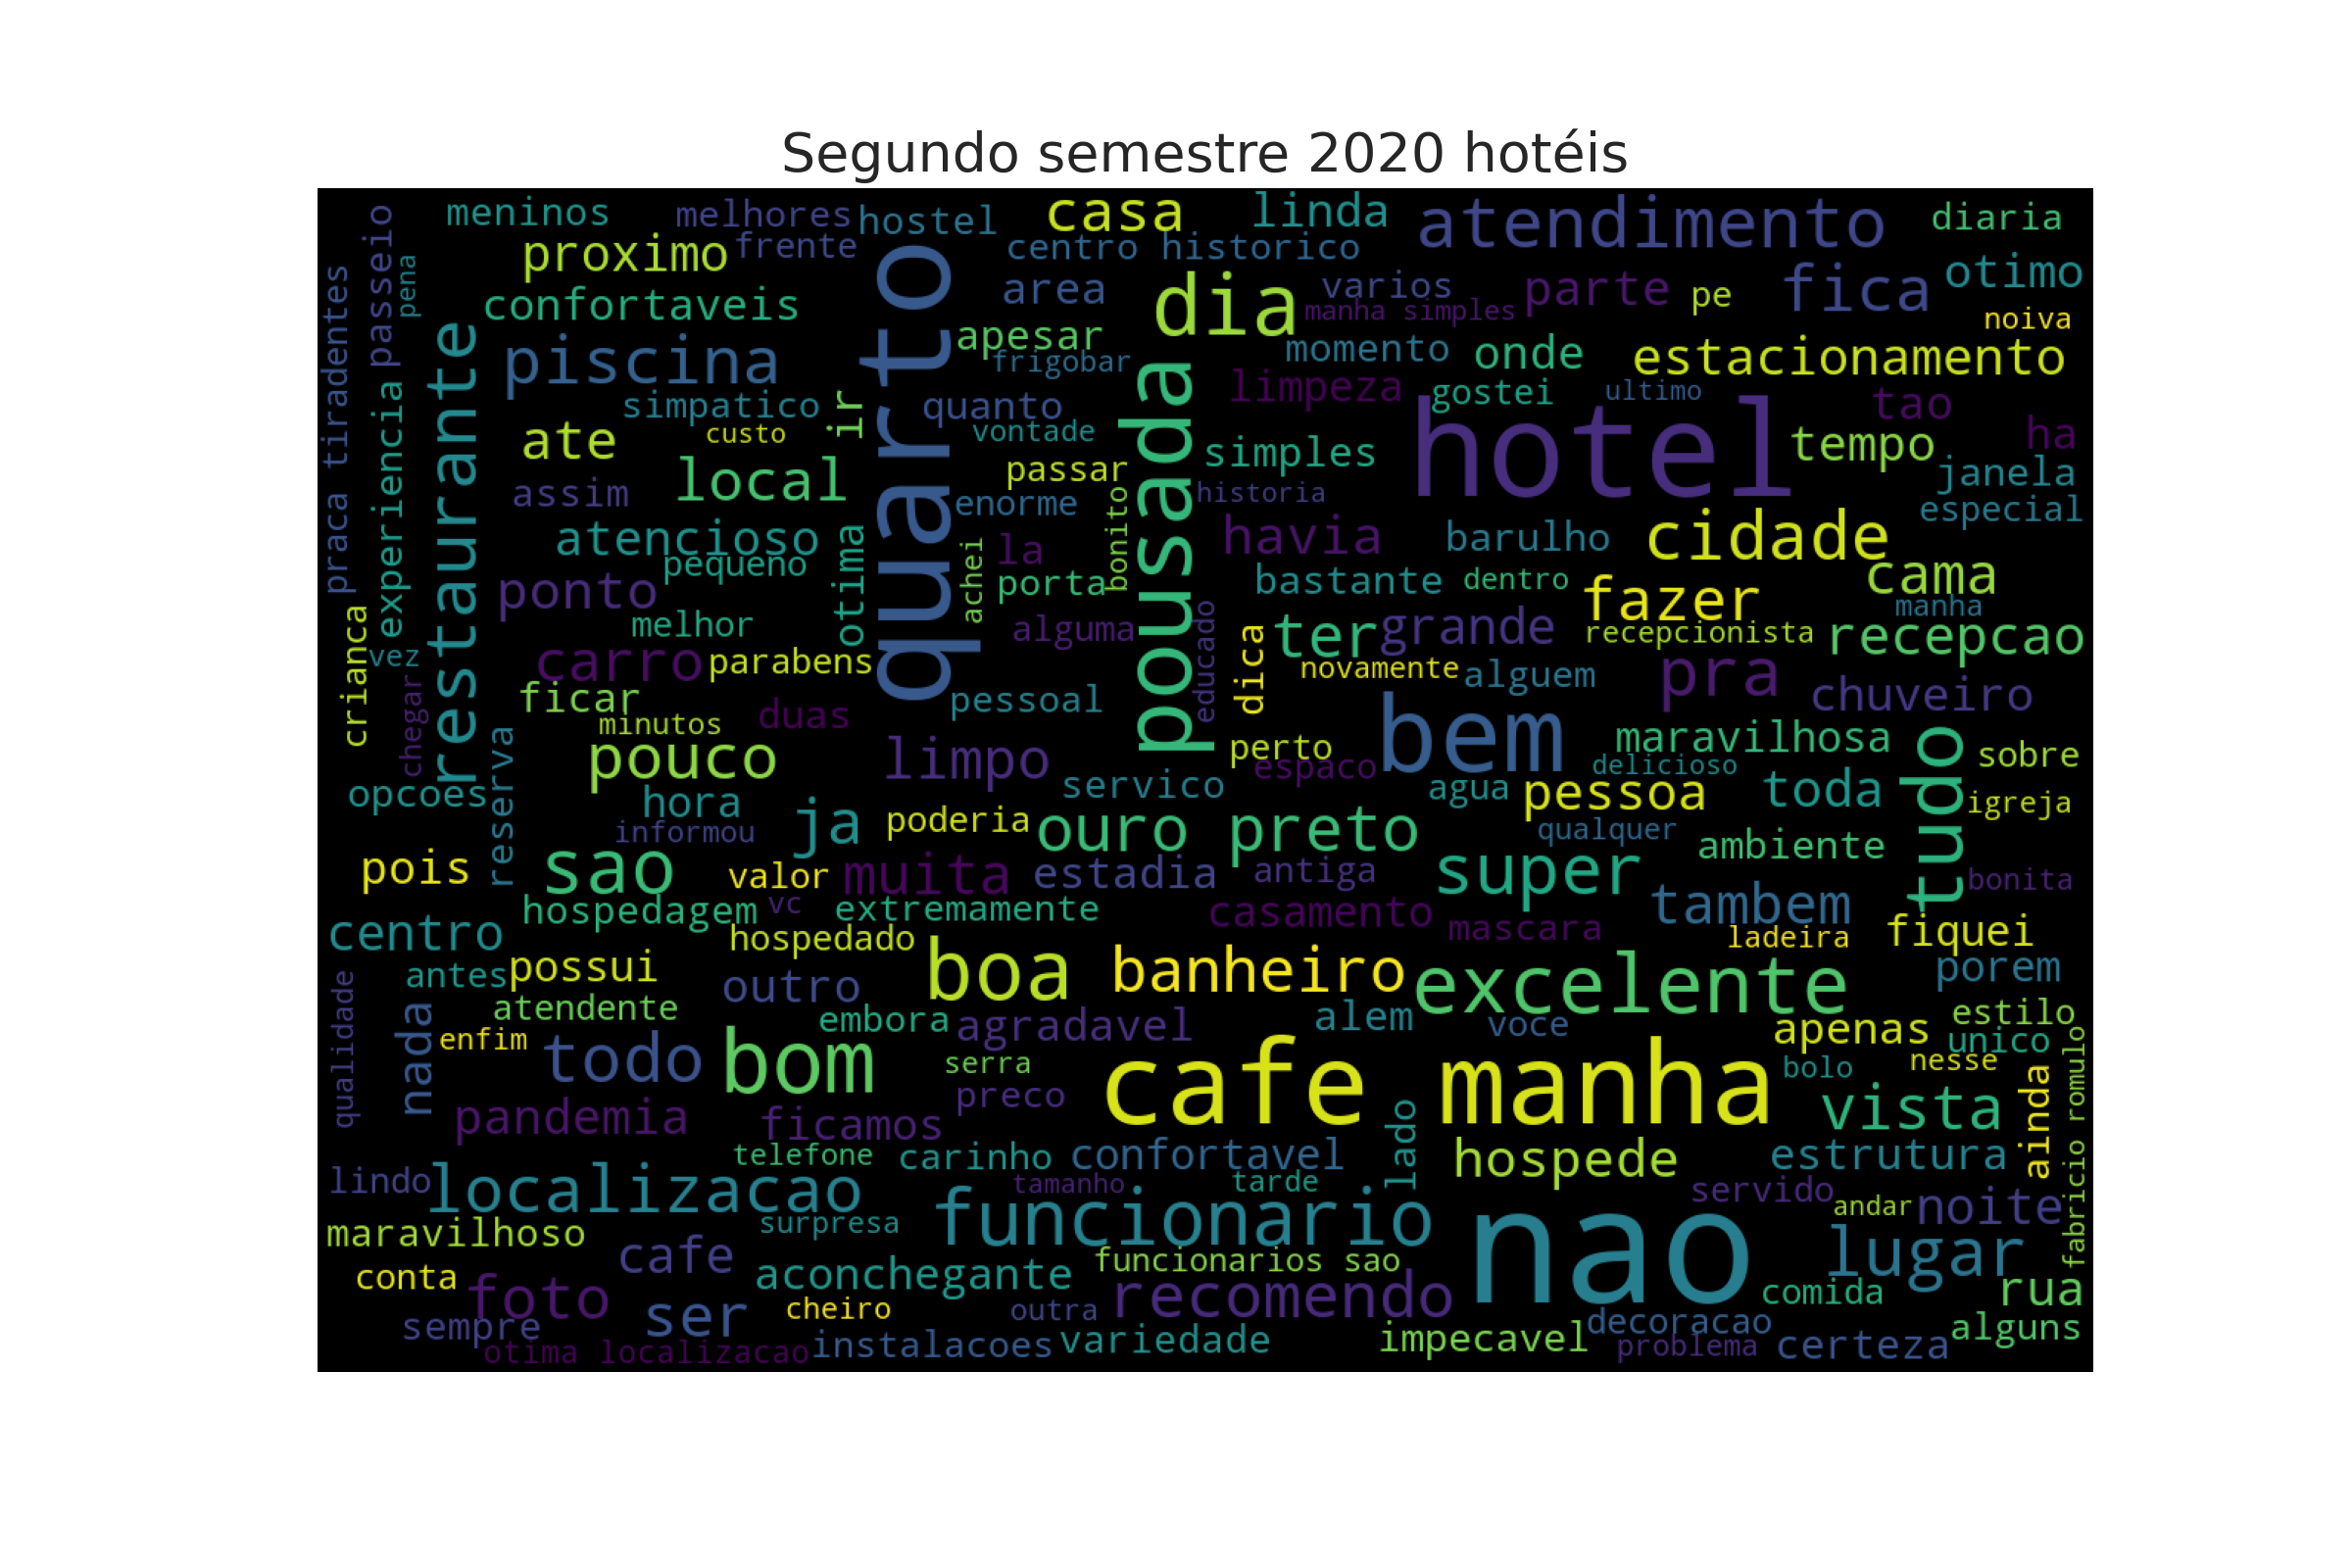 Segundo semestre 2020 hotéis
meninos
melhores
hostel
casa
linda
atendimento
diaria
passeio
pena
proximo
frente
centro historico
otimo
praca tiradentes
confortaveis
area
varios
parte
pe
fica
noiva
manha simples
dia
quarto
restaurante
piscina
apesar
frigobar
momento
onde
estacionamento
experiencia
simpatico
ir
quanto
limpeza
gostei
ultimo
tao
ate
custo
vontade
pousada
hotel
ha
simples
tempo
local
passar
janela
assim
enorme
historia
especial
bonito
atencioso
otima
achei
la
havia
barulho
cidade
pequeno
porta
bastante
dentro
cama
ponto
fazer
manha
crianca
melhor
alguma
educado
dica
ter
grande
recepcionista
recepcao
vez
carro
parabens
novamente
alguem
pra
chegar
ficar
minutos
duas
pessoal
chuveiro
reserva
pouco
limpo
perto
bem
maravilhosa
tudo
sobre
espaco
delicioso
opcoes
hora
servico
agua
pessoa
toda
igreja
informou
ja
poderia
ouro preto
qualquer
ambiente
pois
sao
valor
muita
estadia
antiga
super
bonita
hospedagem
vc
extremamente
casamento
mascara
tambem
centro
hospedado
ladeira
fiquei
qualidade
antes
possui
outro
boa
banheiro
excelente
porem
nada
atendente
embora
agradavel
alem
voce
apenas
estilo
enfim
todo
bom
serra
unico
preco
cafe manha
bolo
nesse
ainda
fabricio romulo
pandemia
ficamos
lado
vista
telefone
carinho
confortavel
hospede
estrutura
lindo
localizacao
tamanho
tarde
servido
andar
noite
maravilhoso
surpresa
funcionario
nao
lugar
cafe
funcionarios sao
conta
foto
aconchegante
recomendo
comida
rua
sempre
ser
cheiro
outra
decoracao
alguns
otima localizacao
instalacoes
variedade
impecavel
problema
certeza